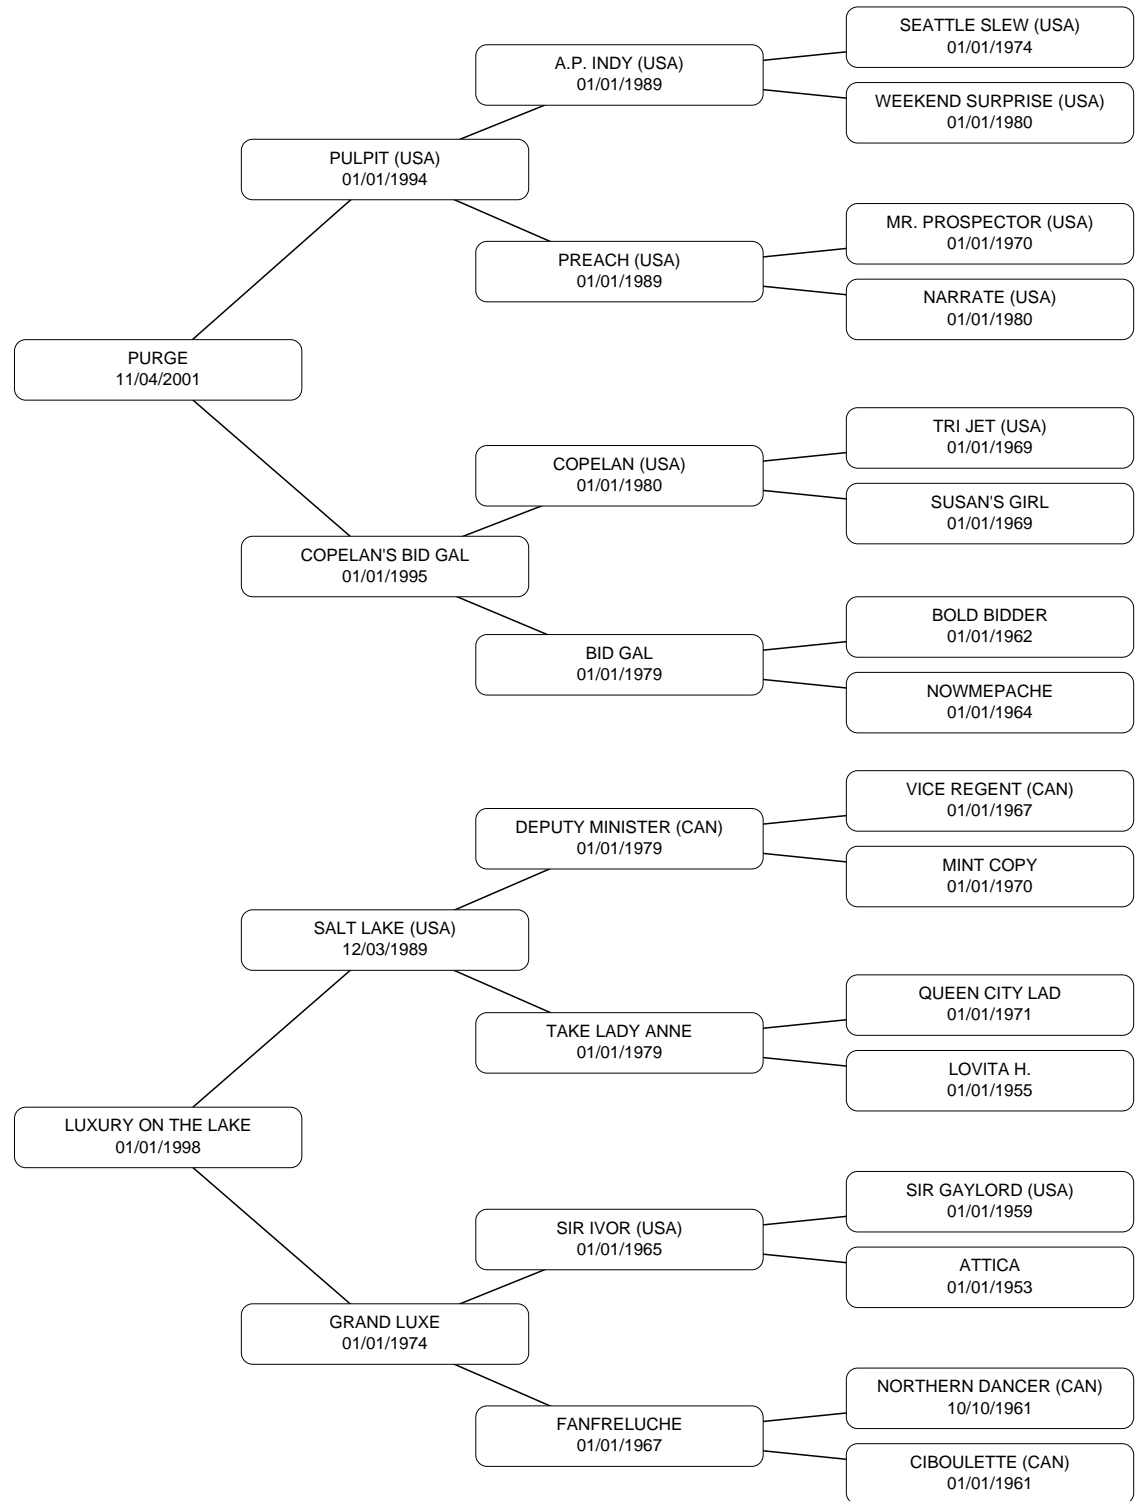 SEATTLE SLEW (USA)
01/01/1974
A.P. INDY (USA)
01/01/1989
WEEKEND SURPRISE (USA)
01/01/1980
PULPIT (USA)
01/01/1994
MR. PROSPECTOR (USA)
01/01/1970
PREACH (USA)
01/01/1989
NARRATE (USA)
01/01/1980
PURGE
11/04/2001
TRI JET (USA)
01/01/1969
COPELAN (USA)
01/01/1980
SUSAN'S GIRL
01/01/1969
COPELAN'S BID GAL
01/01/1995
BOLD BIDDER
01/01/1962
BID GAL
01/01/1979
NOWMEPACHE
01/01/1964
VICE REGENT (CAN)
01/01/1967
DEPUTY MINISTER (CAN)
01/01/1979
MINT COPY
01/01/1970
SALT LAKE (USA)
12/03/1989
QUEEN CITY LAD
01/01/1971
TAKE LADY ANNE
01/01/1979
LOVITA H.
01/01/1955
LUXURY ON THE LAKE
01/01/1998
SIR GAYLORD (USA)
01/01/1959
SIR IVOR (USA)
01/01/1965
ATTICA
01/01/1953
GRAND LUXE
01/01/1974
NORTHERN DANCER (CAN)
10/10/1961
FANFRELUCHE
01/01/1967
CIBOULETTE (CAN)
01/01/1961